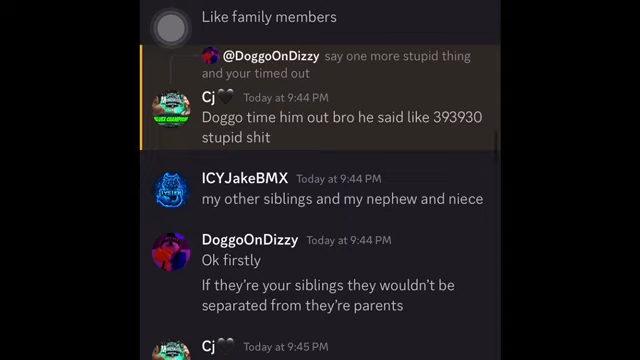 Like family members
@DoggoOnDizzy say one more stupid thing
and your timed out
Cj🖤 Today at 9:44 PM
Doggo time him out bro he said like 393930
stupid shit
ICYJakeBMX Today at 9:44 PM
my other siblings and my nephew and niece
DoggoOnDizzy Today at 9:44 PM
Ok firstly
If they're your siblings they wouldn't be
separated from they're parents
Cj🖤 Today at 9:45 PM